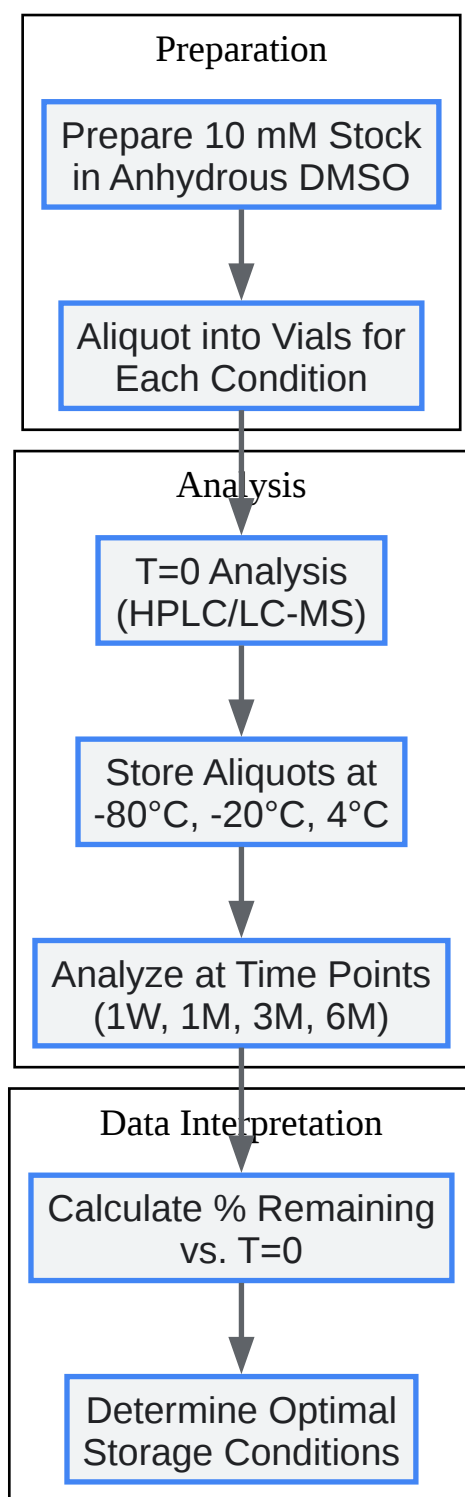 Preparation
Prepare 10 mM Stock
in Anhydrous DMSO
Aliquot into Vials for
Each Condition
Analysis
T=0 Analysis
(HPLC/LC-MS)
Store Aliquots at
-80°C, -20°C, 4°C
Analyze at Time Points
(1W, 1M, 3M, 6M)
Data Interpretation
Calculate % Remaining
vs. T=0
Determine Optimal
Storage Conditions